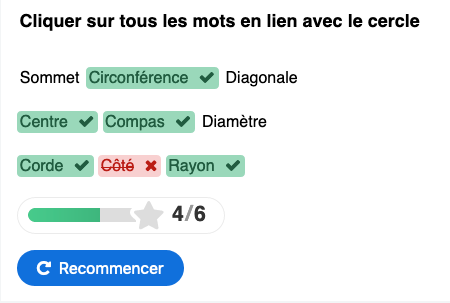 Cliquer sur tous les mots en lien avec le cercle
Sommet Circonférence Diagonale
Centre Compas Diamètre
Corde Côté Rayon
4/6
Recommencer